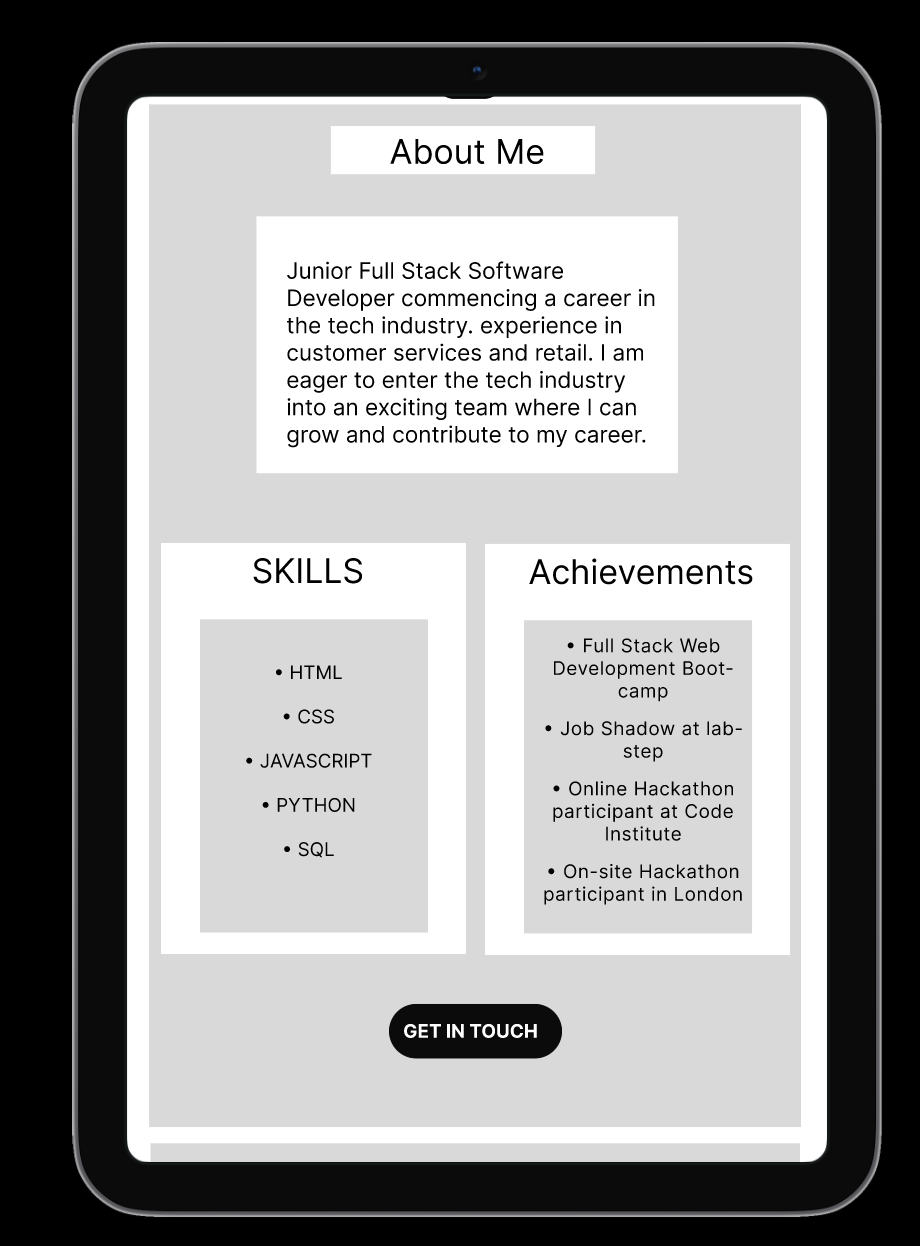 About Me
Junior Full Stack Software
Developer commencing a career in
the tech industry. experience in
customer services and retail. I am
eager to enter the tech industry
into an exciting team where I can
grow and contribute to my career.
SKILLS
• HTML
• CSS
• JAVASCRIPT
• PYTHON
• SQL
Achievements
• Full Stack Web
Development Boot-
camp
• Job Shadow at lab-
step
• Online Hackathon
participant at Code
Institute
• On-site Hackathon
participant in London
GET IN TOUCH